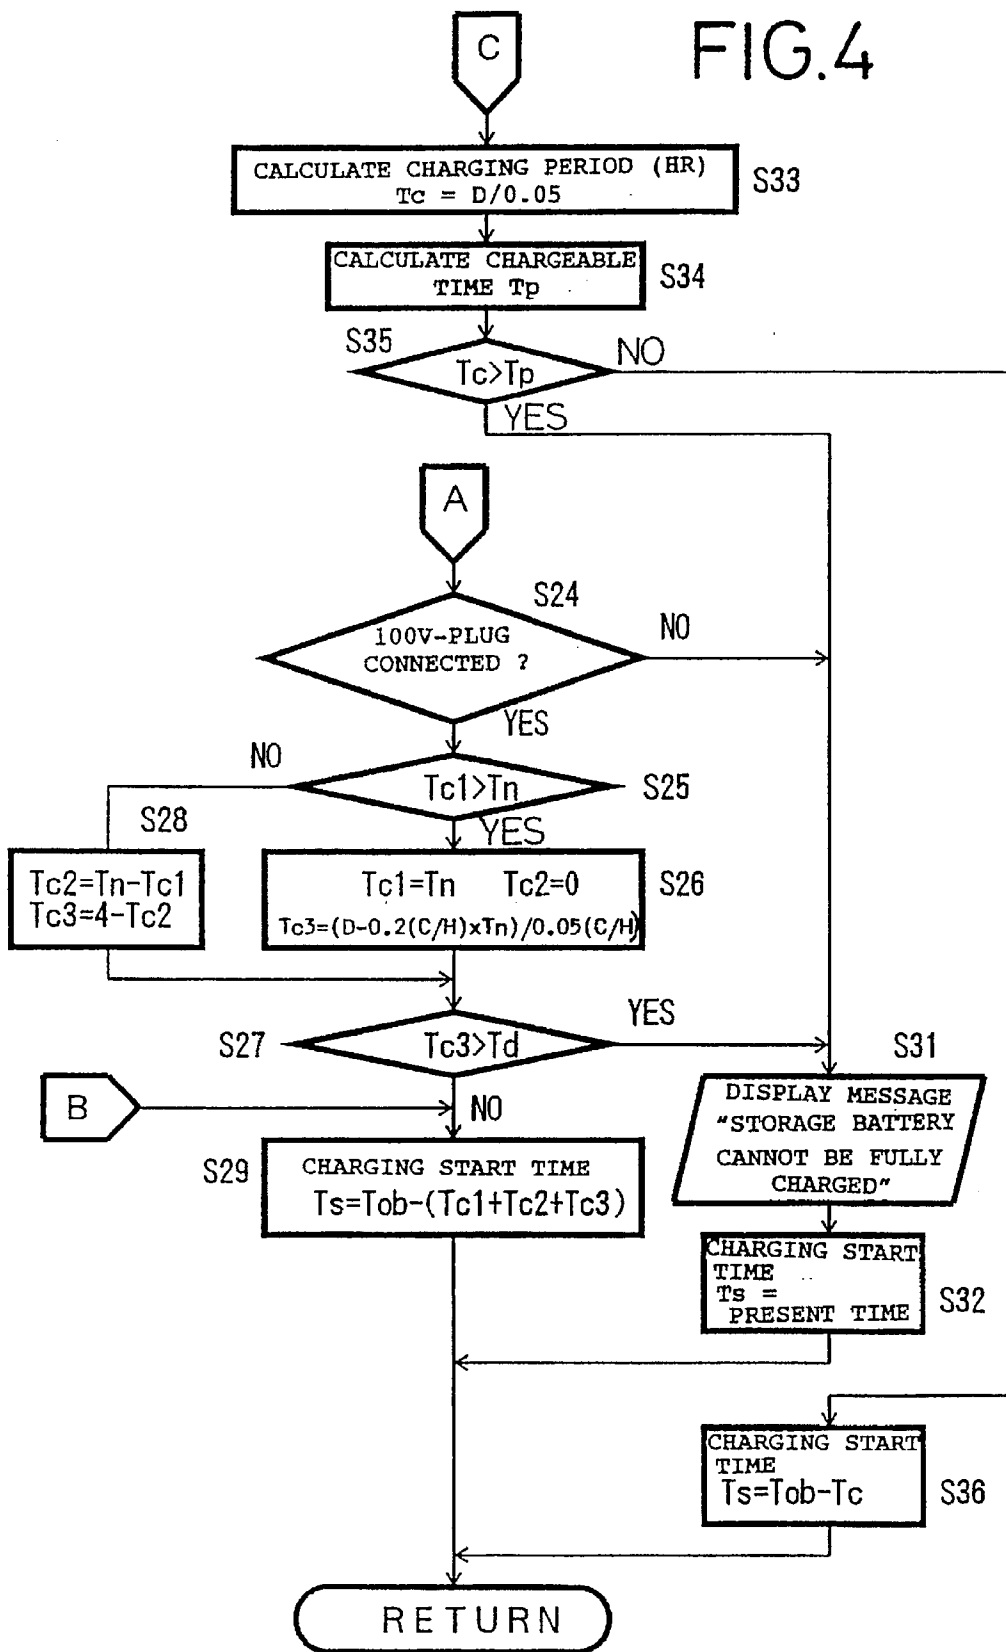 C
FIG.4
CALCULATE CHARGING PERIOD (HR)
Tc = D/0.05
S33
CALCULATE CHARGEABLE
TIME Tp
S34
S35
Tc>Tp
NO
YES
A
S24
100V-PLUG
CONNECTED ?
NO
YES
NO
Tc1>Tn
S25
S28
YES
Tc2=Tn-Tc1
Tc3=4-Tc2
Tc1=Tn Tc2=0
Tc3=(D-0.2(C/H)xTn)/0.05(C/H)
S26
S27
Tc3>Td
YES
S31
B
NO
DISPLAY MESSAGE
"STORAGE BATTERY
CANNOT BE FULLY
CHARGED"
S29
CHARGING START TIME
Ts=Tob-(Tc1+Tc2+Tc3)
CHARGING START
TIME
Ts =
PRESENT TIME
S32
CHARGING START
TIME
Ts=Tob-Tc
S36
RETURN